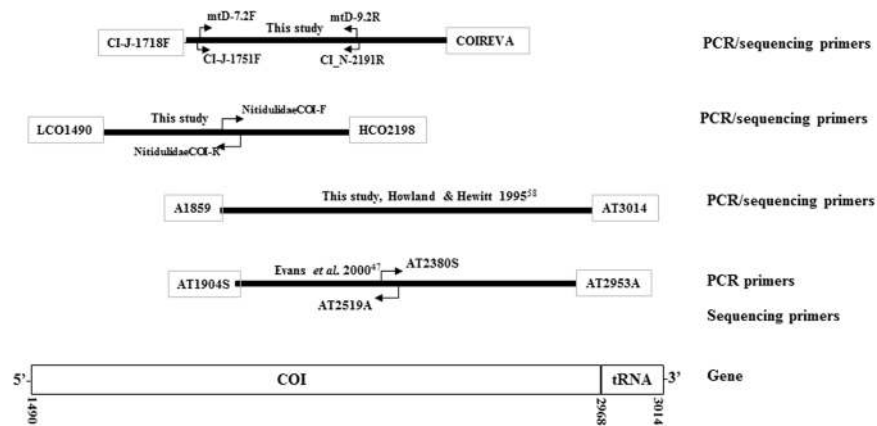 mtD-7.2F
mtD-9.2R
This study
CI-J-1718F
COIREVA
PCR/sequencing primers
CI-J-1751F
CI_N-2191R
This study
NitidulidaeCOI-F
LCO1490
HCO2198
PCR/sequencing primers
NitidulidaeCOI-R
This study, Howland & Hewitt 1995⁵⁸
A1859
AT3014
PCR/sequencing primers
Evans et al. 2000⁴⁷
AT2380S
AT1904S
AT2953A
PCR primers
AT2519A
Sequencing primers
5’
COI
tRNA
3’
Gene
1490
2968
3014